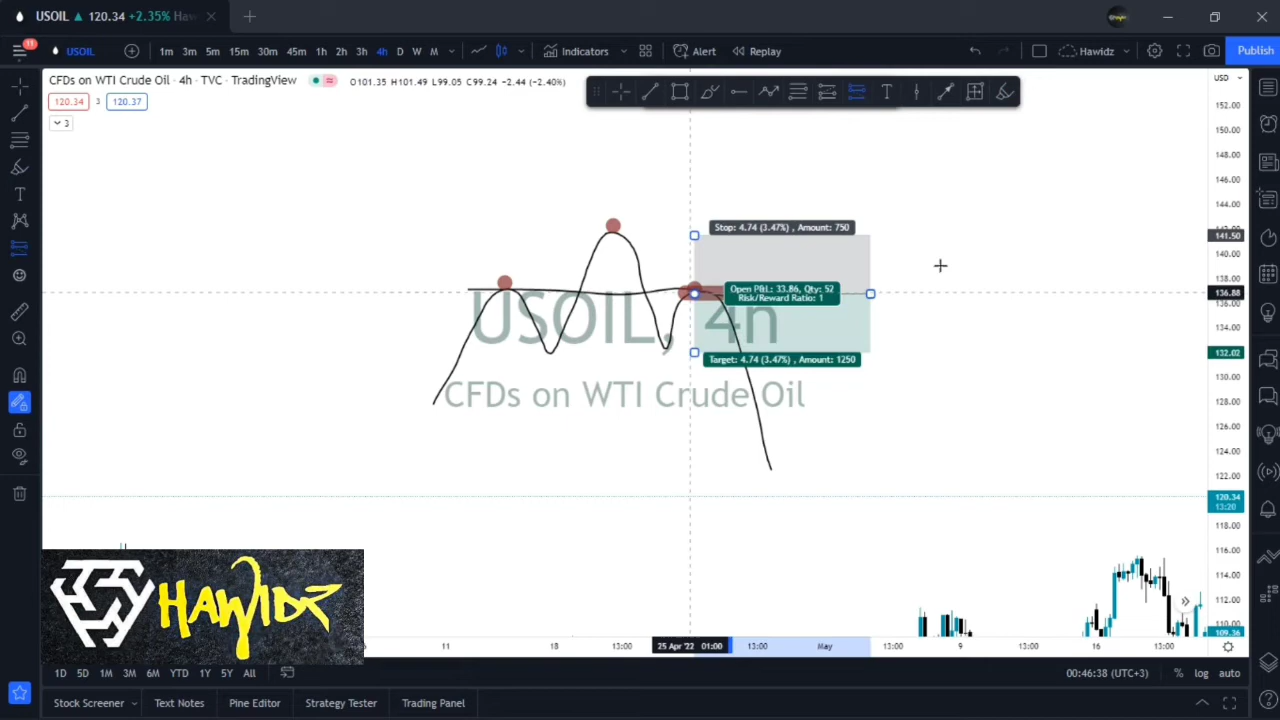 USOIL ▲ 120.34 +2.35% Haw
11
USOIL
1m 3m 5m 15m 30m 45m 1h 2h 3h 4h D W M
Indicators
Alert
Replay
Hawidz
Publish
CFDs on WTI Crude Oil · 4h · TVC · TradingView
O101.35 H101.49 L99.05 C99.24 −2.44 (−2.40%)
USD
120.34 3 120.37
3
152.00
150.00
148.00
146.00
144.00
141.50
140.00
138.00
136.88
136.00
134.00
132.02
130.00
128.00
126.00
124.00
122.00
120.34
13:20
118.00
116.00
114.00
112.00
110.00
109.36
Stop: 4.74 (3.47%) , Amount: 750
Open P&L: 33.86, Qty: 52
Risk/Reward Ratio: 1
Target: 4.74 (3.47%) , Amount: 1250
USOIL, 4h
CFDs on WTI Crude Oil
HAWIDZ
11 18 13:00 25 Apr '22 01:00 13:00 May 13:00 9 13:00 16 13:00
1D 5D 1M 3M 6M YTD 1Y 5Y All
00:46:38 (UTC+3) % log auto
Stock Screener Text Notes Pine Editor Strategy Tester Trading Panel